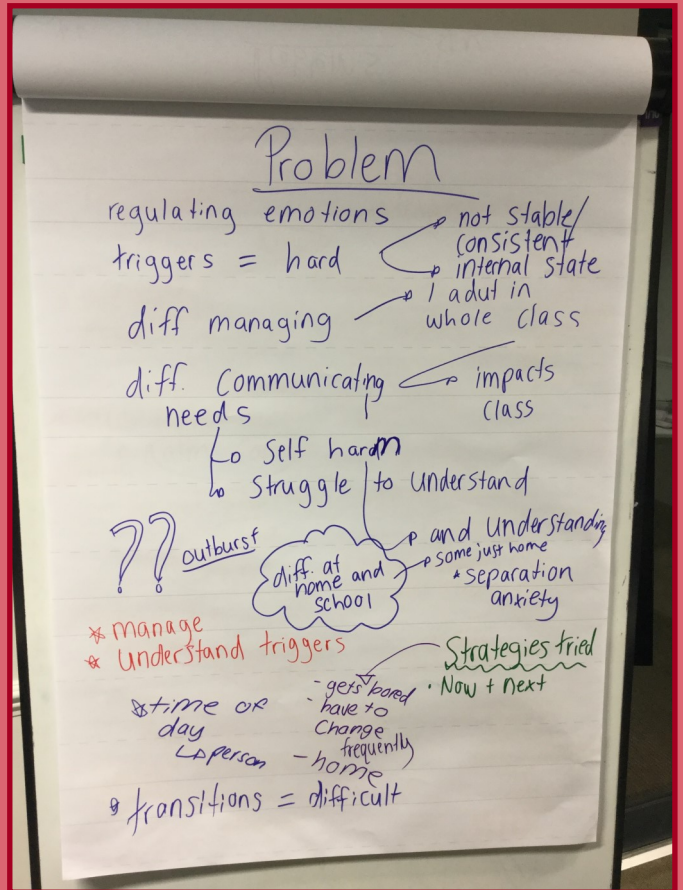 Problem
regulating emotions
triggers = hard
not stable/
consistent
internal state
diff managing
1 adut in
whole class
diff. Communicating
needs
impacts
class
Self harm
Struggle to understand
and understanding
?? outburst
diff. at
home and
school
some just home
* separation
anxiety
* manage
* understand triggers
Strategies tried
· Now + next
- gets bored
- have to
change
frequently
- home
* time of
day
person
* transitions = difficult